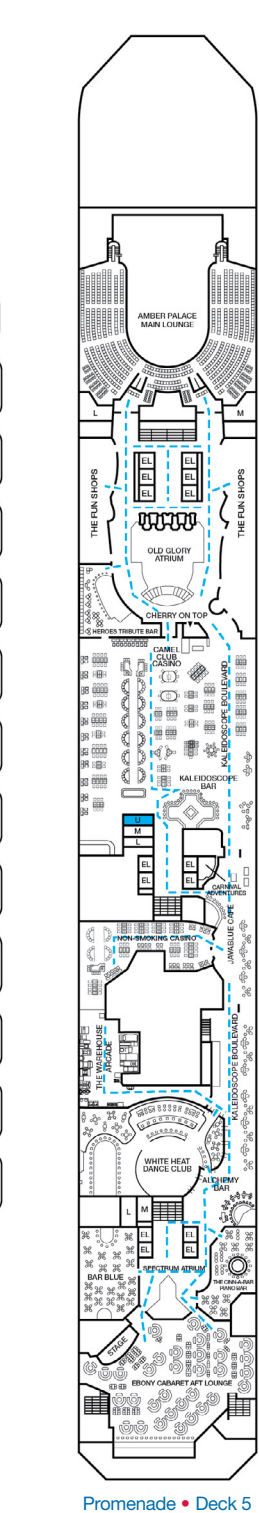 AMBER PALACE
MAIN LOUNGE
L
M
THE FUN SHOPS
THE FUN SHOPS
EL
EL
EL
EL
EL
EL
OLD GLORY
ATRIUM
CHERRY ON TOP
HEROES TRIBUTE BAR
CAMEL
CLUB
CASINO
KALEIDOSCOPE BOULEVARD
KALEIDOSCOPE
BAR
U
M
L
EL
EL
EL
EL
CARNIVAL
ADVENTURES
JAVABLUE CAFE
NON-SMOKING CASINO
THE WAREHOUSE
ARCADE
KALEIDOSCOPE BOULEVARD
WHITE HEAT
DANCE CLUB
ALCHEMY
BAR
L
M
EL
EL
EL
EL
SPECTRUM ATRIUM
BAR BLUE
THE CINN-A-BAR
PIANO BAR
STAGE
EBONY CABARET AFT LOUNGE
Promenade • Deck 5